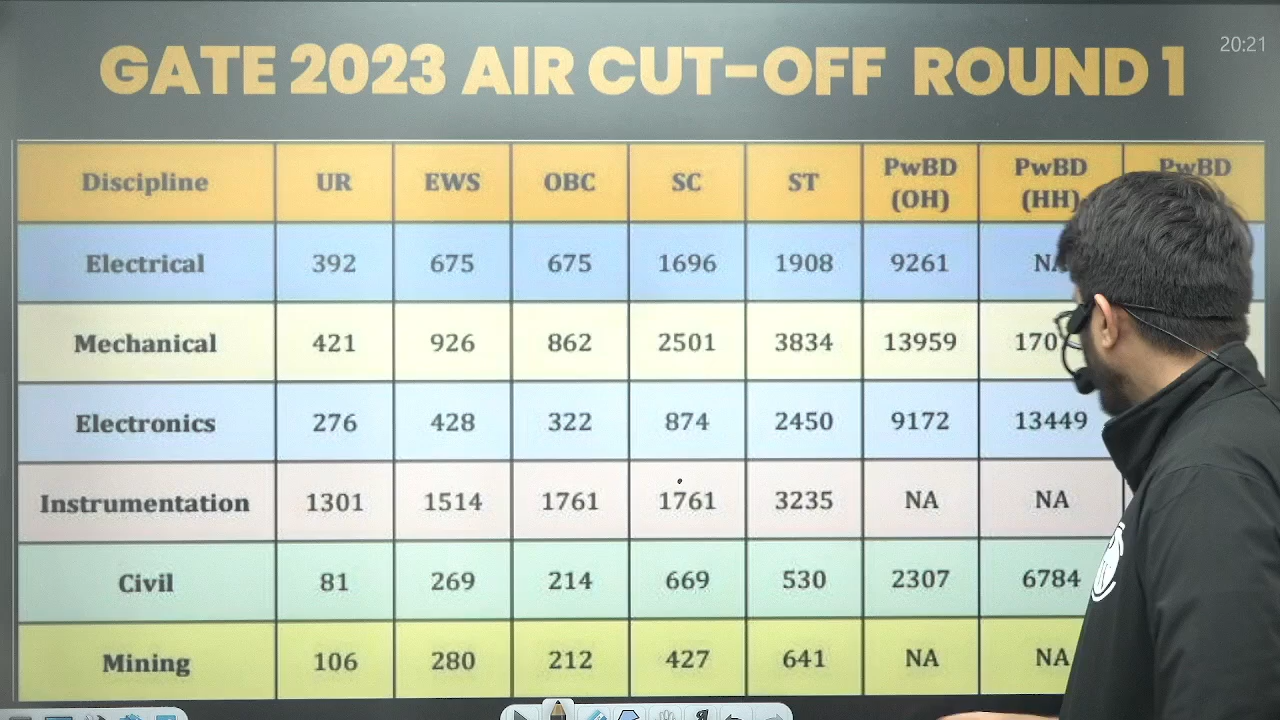 20:21
GATE 2023 AIR CUT-OFF ROUND 1
Discipline UR EWS OBC SC ST PwBD (OH) PwBD (HH) PwBD
Electrical 392 675 675 1696 1908 9261
Mechanical 421 926 862 2501 3834 13959
Electronics 276 428 322 874 2450 9172 13449
Instrumentation 1301 1514 1761 1761 3235 NA NA
Civil 81 269 214 669 530 2307 6784
Mining 106 280 212 427 641 NA NA